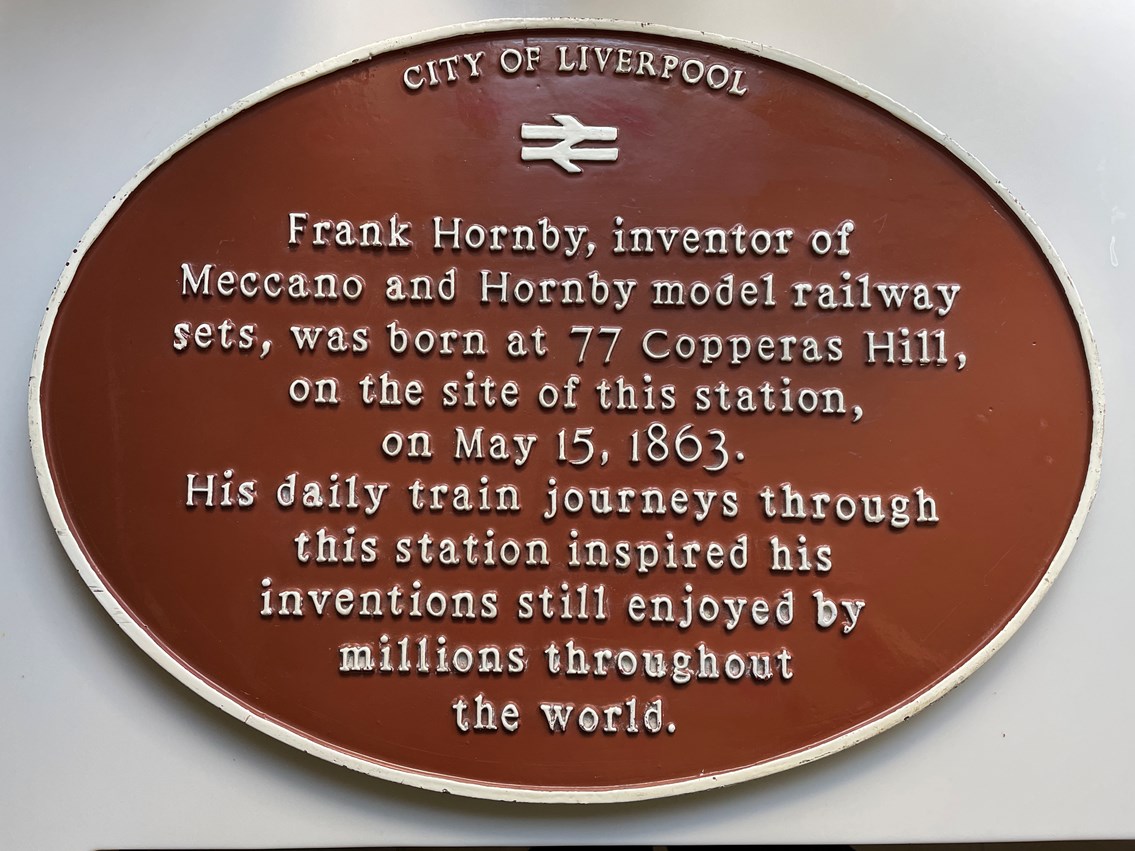 CITY OF LIVERPOOL
Frank Hornby, inventor of
Meccano and Hornby model railway
sets, was born at 77 Copperas Hill,
on the site of this station,
on May 15, 1863.
His daily train journeys through
this station inspired his
inventions still enjoyed by
millions throughout
the world.